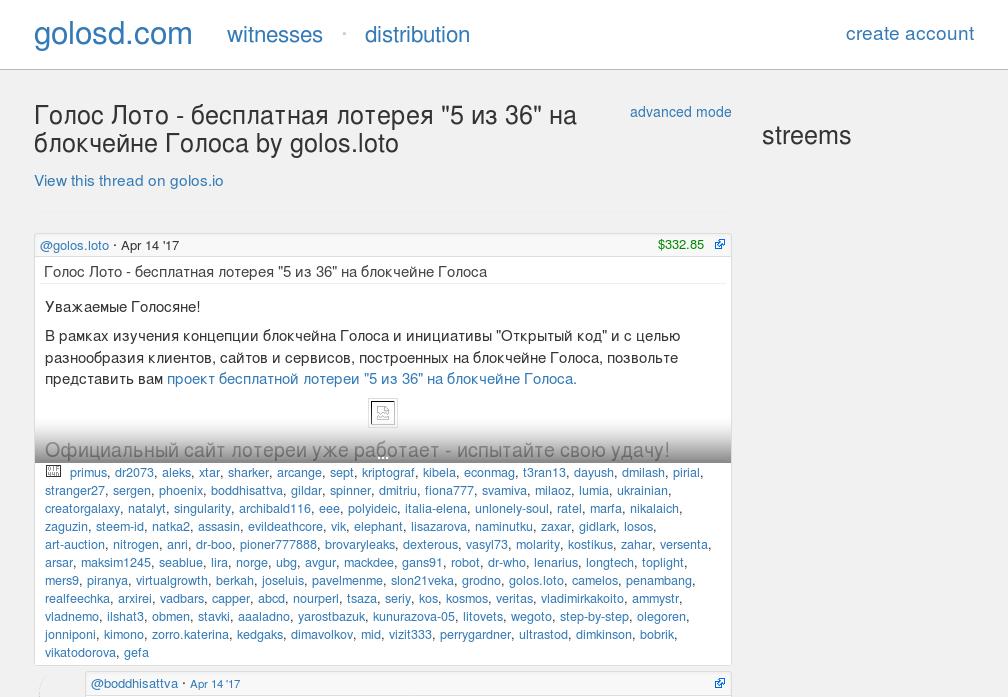 golosd.com witnesses · distribution create account
Голос Лото - бесплатная лотерея "5 из 36" на
блокчейне Голоса by golos.loto
advanced mode
streems
View this thread on golos.io
@golos.loto · Apr 14 '17 $332.85
Голос Лото - бесплатная лотерея "5 из 36" на блокчейне Голоса
Уважаемые Голосяне!
В рамках изучения концепции блокчейна Голоса и инициативы "Открытый код" и с целью
разнообразия клиентов, сайтов и сервисов, построенных на блокчейне Голоса, позвольте
представить вам проект бесплатной лотереи "5 из 36" на блокчейне Голоса.
Официальный сайт лотереи уже работает - испытайте свою удачу!
...
primus, dr2073, aleks, xtar, sharker, arcange, sept, kriptograf, kibela, econmag, t3ran13, dayush, dmilash, pirial,
stranger27, sergen, phoenix, boddhisattva, gildar, spinner, dmitriu, fiona777, svamiva, milaoz, lumia, ukrainian,
creatorgalaxy, natalyt, singularity, archibald116, eee, polyideic, italia-elena, unlonely-soul, ratel, marfa, nikalaich,
zaguzin, steem-id, natka2, assasin, evildeathcore, vik, elephant, lisazarova, naminutku, zaxar, gidlark, losos,
art-auction, nitrogen, anri, dr-boo, pioner777888, brovaryleaks, dexterous, vasyl73, molarity, kostikus, zahar, versenta,
arsar, maksim1245, seablue, lira, norge, ubg, avgur, mackdee, gans91, robot, dr-who, lenarius, longtech, toplight,
mers9, piranya, virtualgrowth, berkah, joseluis, pavelmenme, slon21veka, grodno, golos.loto, camelos, penambang,
realfeechka, arxirei, vadbars, capper, abcd, nourperl, tsaza, seriy, kos, kosmos, veritas, vladimirkakoito, ammystr,
vladnemo, ilshat3, obmen, stavki, aaaladno, yarostbazuk, kunurazova-05, litovets, wegoto, step-by-step, olegoren,
jonniponi, kimono, zorro.katerina, kedgaks, dimavolkov, mid, vizit333, perrygardner, ultrastod, dimkinson, bobrik,
vikatodorova, gefa
@boddhisattva · Apr 14 '17